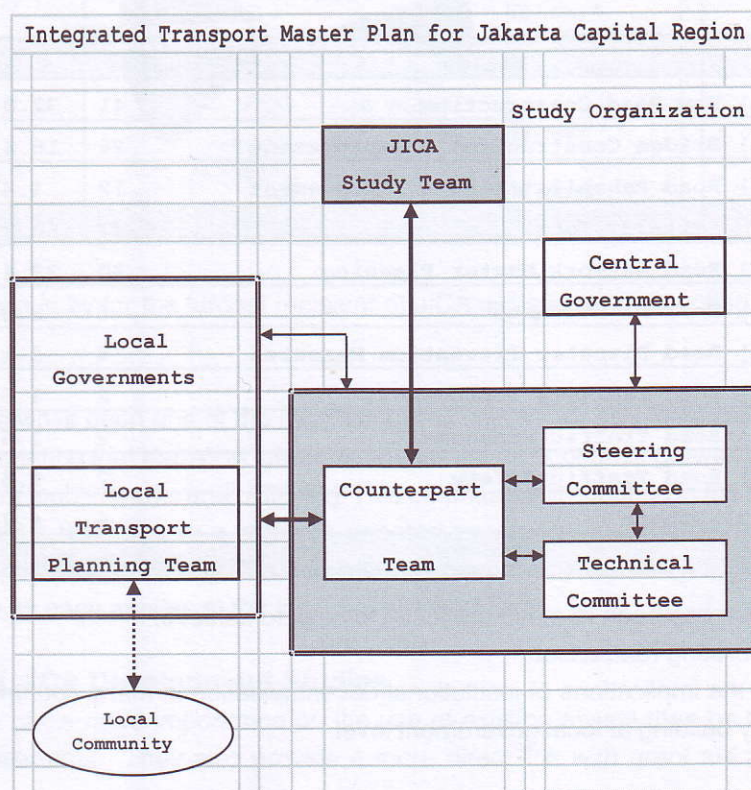 Integrated Transport Master Plan for Jakarta Capital Region
Study Organization
JICA
Study Team
Central
Government
Local
Governments
Local
Transport
Planning Team
Counterpart
Team
Steering
Committee
Technical
Committee
Local
Community